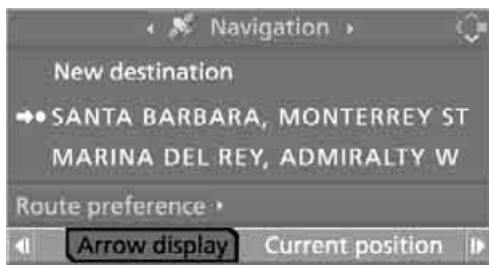 Navigation
New destination
SANTA BARBARA, MONTERREY ST
MARINA DEL REY, ADMIRALTY W
Route preference
Arrow display Current position